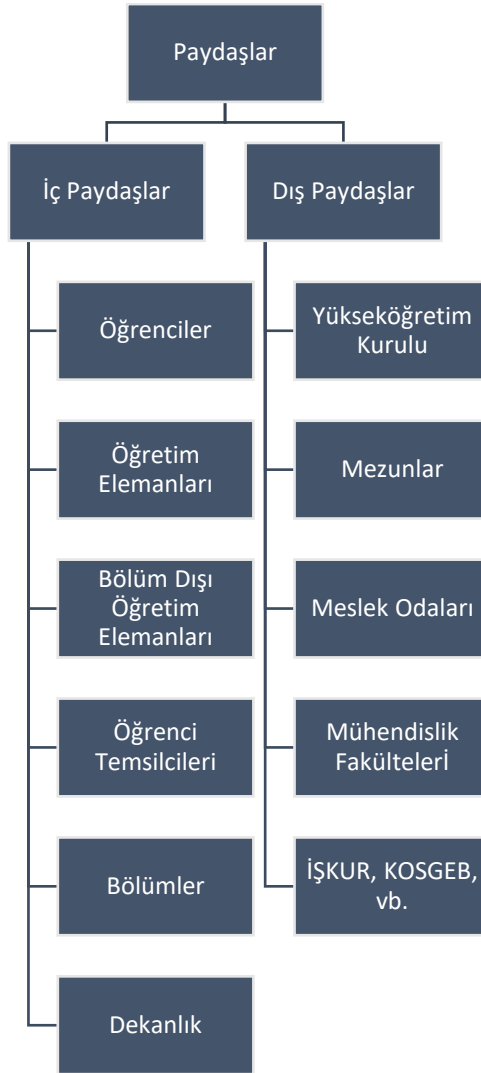 Paydaşlar
İç Paydaşlar
Öğrenciler
Öğretim
Elemanları
Bölüm Dışı
Öğretim
Elemanları
Öğrenci
Temsilcileri
Bölümler
Dekanlık
Dış Paydaşlar
Yükseköğretim
Kurulu
Mezunlar
Meslek Odaları
Mühendislik
Fakültelerİ
İŞKUR, KOSGEB,
vb.